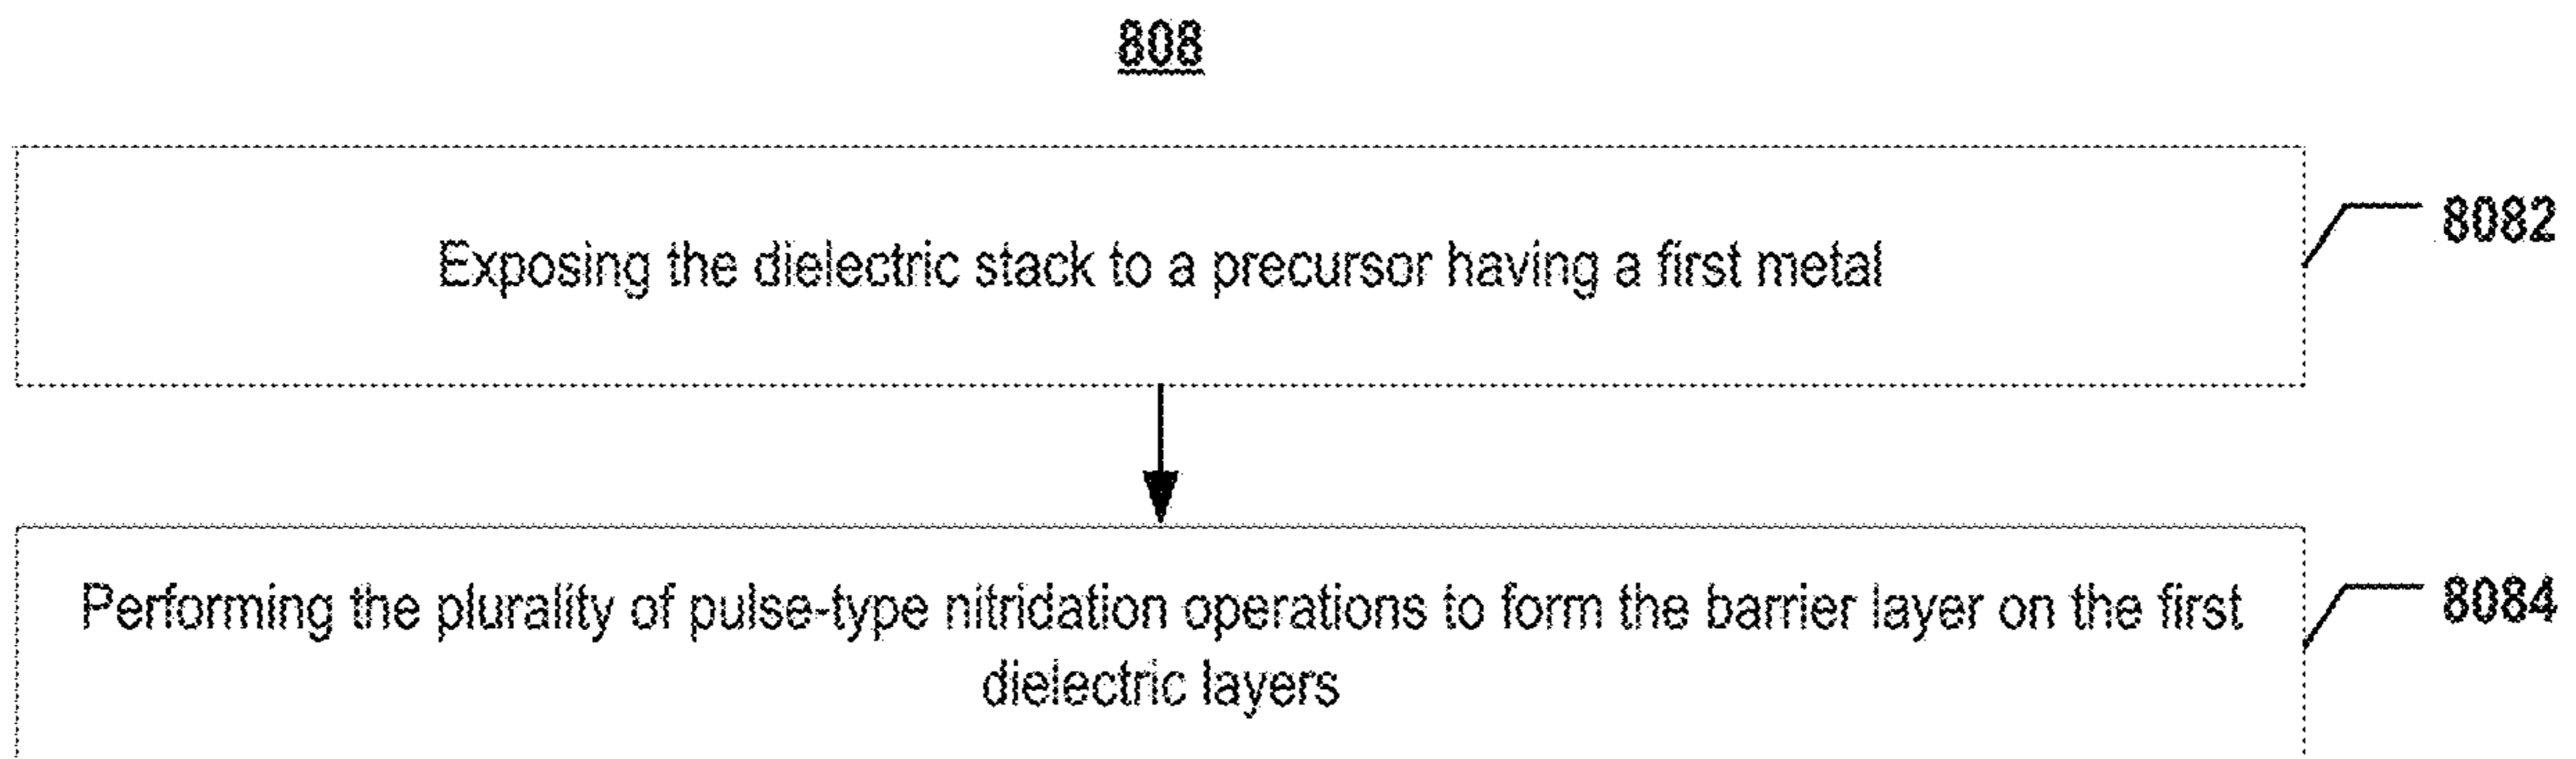 808
Exposing the dielectric stack to a precursor having a first metal
8082
Performing the plurality of pulse-type nitridation operations to form the barrier layer on the first
dielectric layers
8084